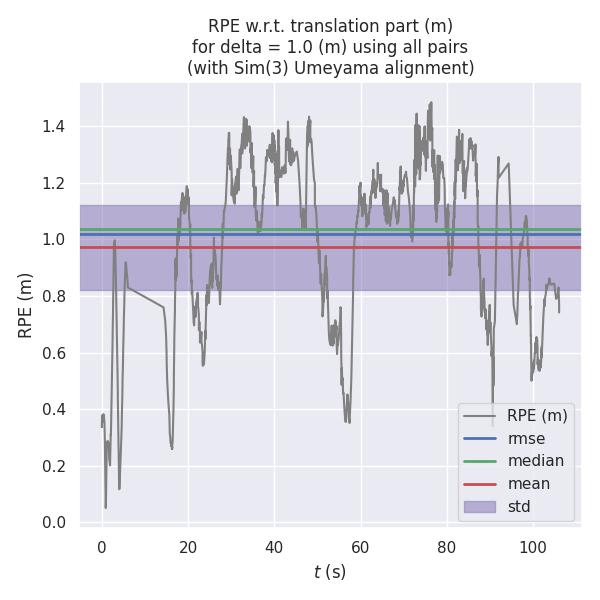 RPE w.r.t. translation part (m)
for delta = 1.0 (m) using all pairs
(with Sim(3) Umeyama alignment)
RPE (m)
1.4
1.2
1.0
0.8
0.6
0.4
0.2
0.0
0 20 40 60 80 100
t (s)
RPE (m)
rmse
median
mean
std